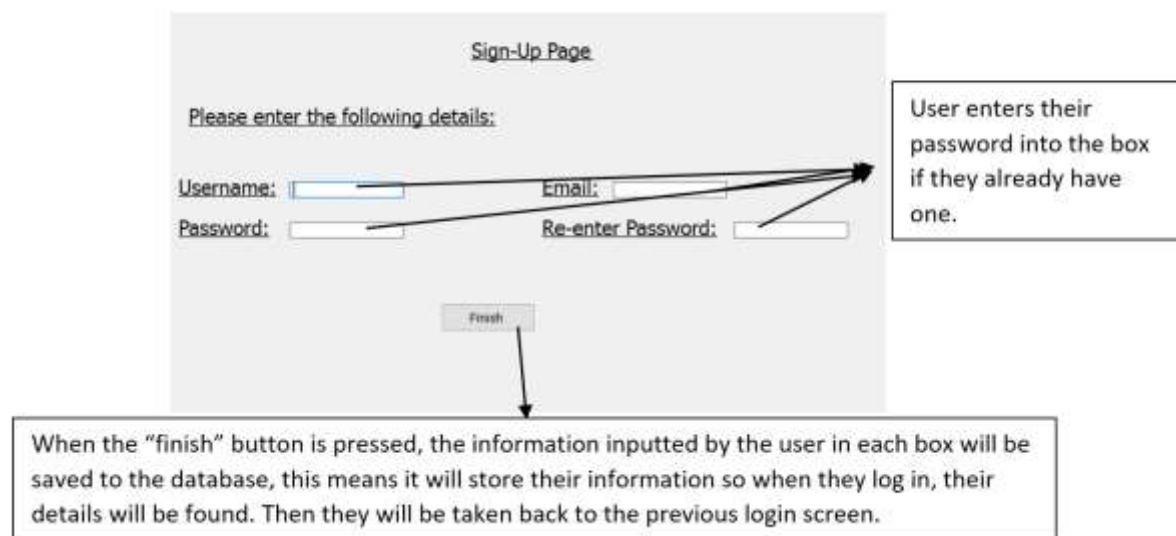 Sign-Up Page
Please enter the following details:
Username: Email:
Password: Re-enter Password:
Finish
User enters their
password into the box
if they already have
one.
When the “finish” button is pressed, the information inputted by the user in each box will be
saved to the database, this means it will store their information so when they log in, their
details will be found. Then they will be taken back to the previous login screen.